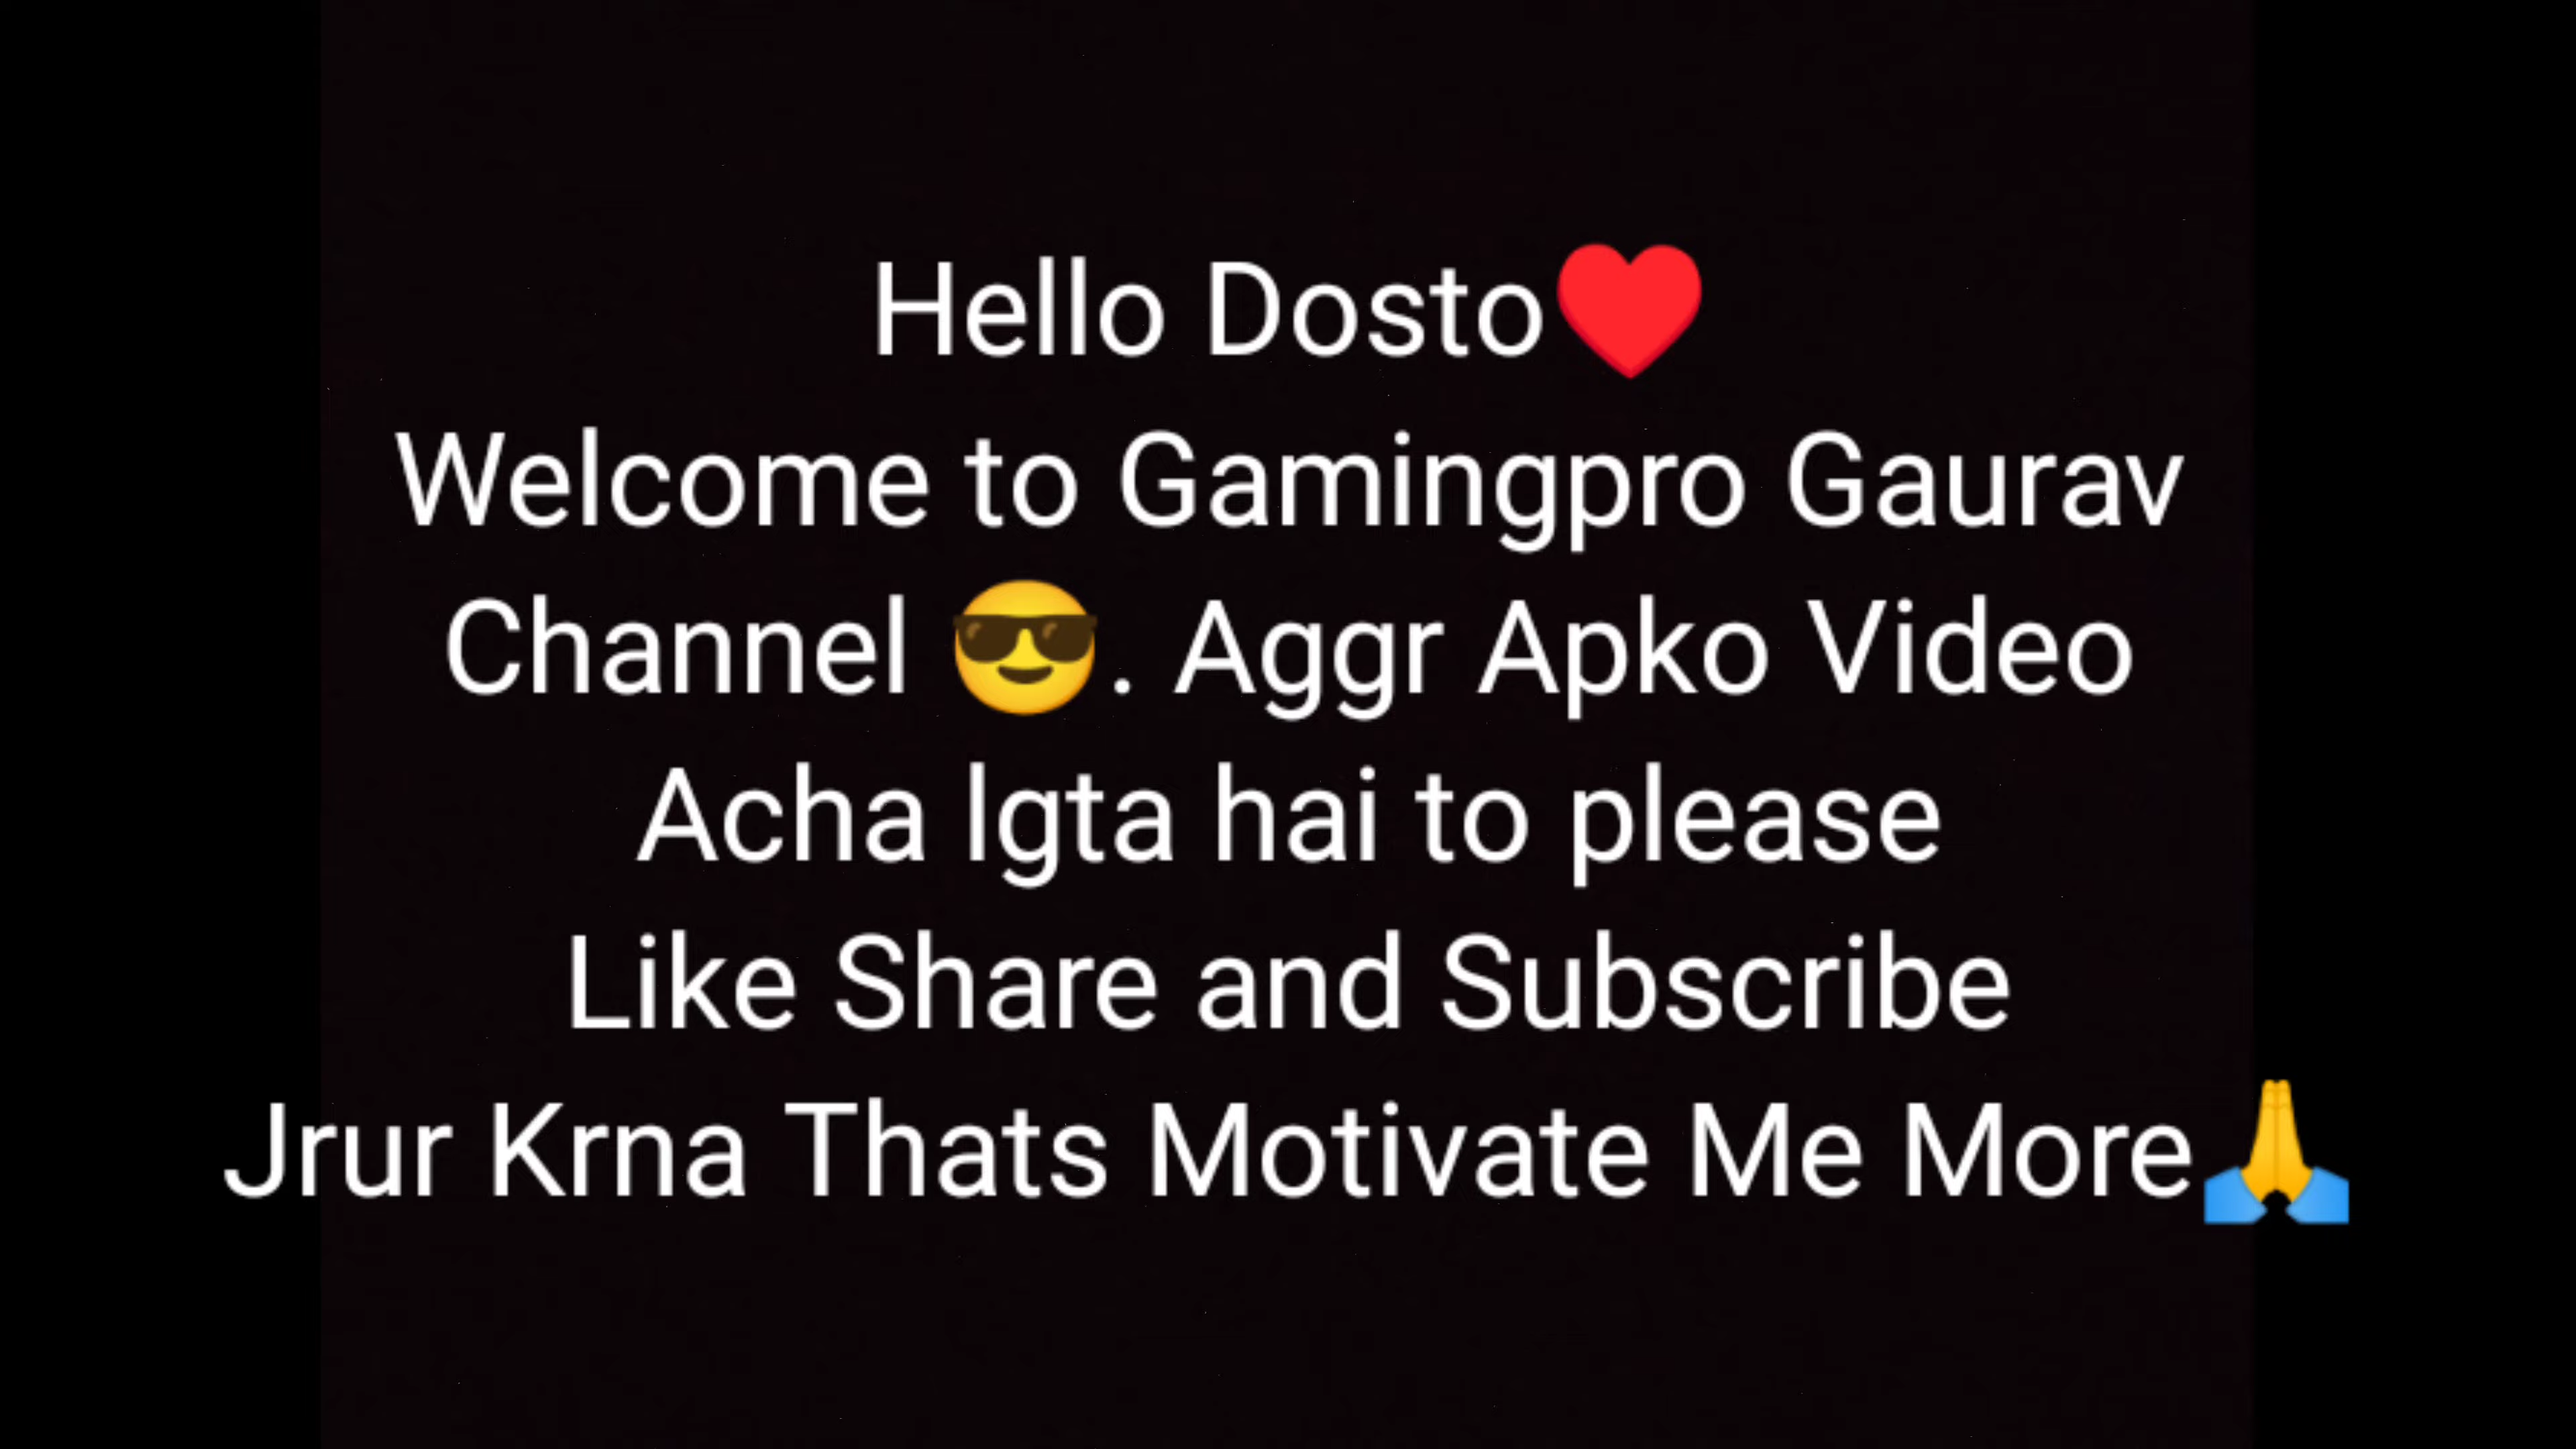 Hello Dosto♥️
Welcome to Gamingpro Gaurav
Channel 😎. Aggr Apko Video
Acha lgta hai to please
Like Share and Subscribe
Jrur Krna Thats Motivate Me More🙏